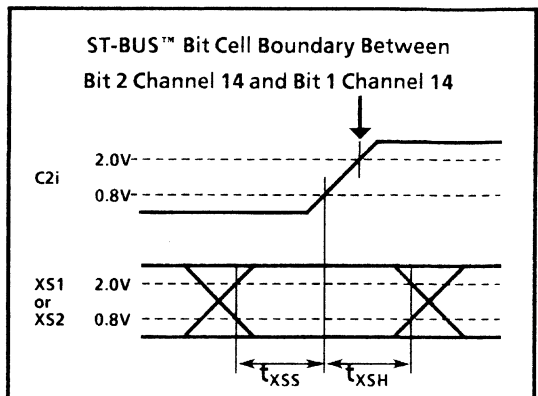 ST-BUS™ Bit Cell Boundary Between
Bit 2 Channel 14 and Bit 1 Channel 14
C2i
2.0V
0.8V
XS1
or
XS2
2.0V
0.8V
tXSS
tXSH